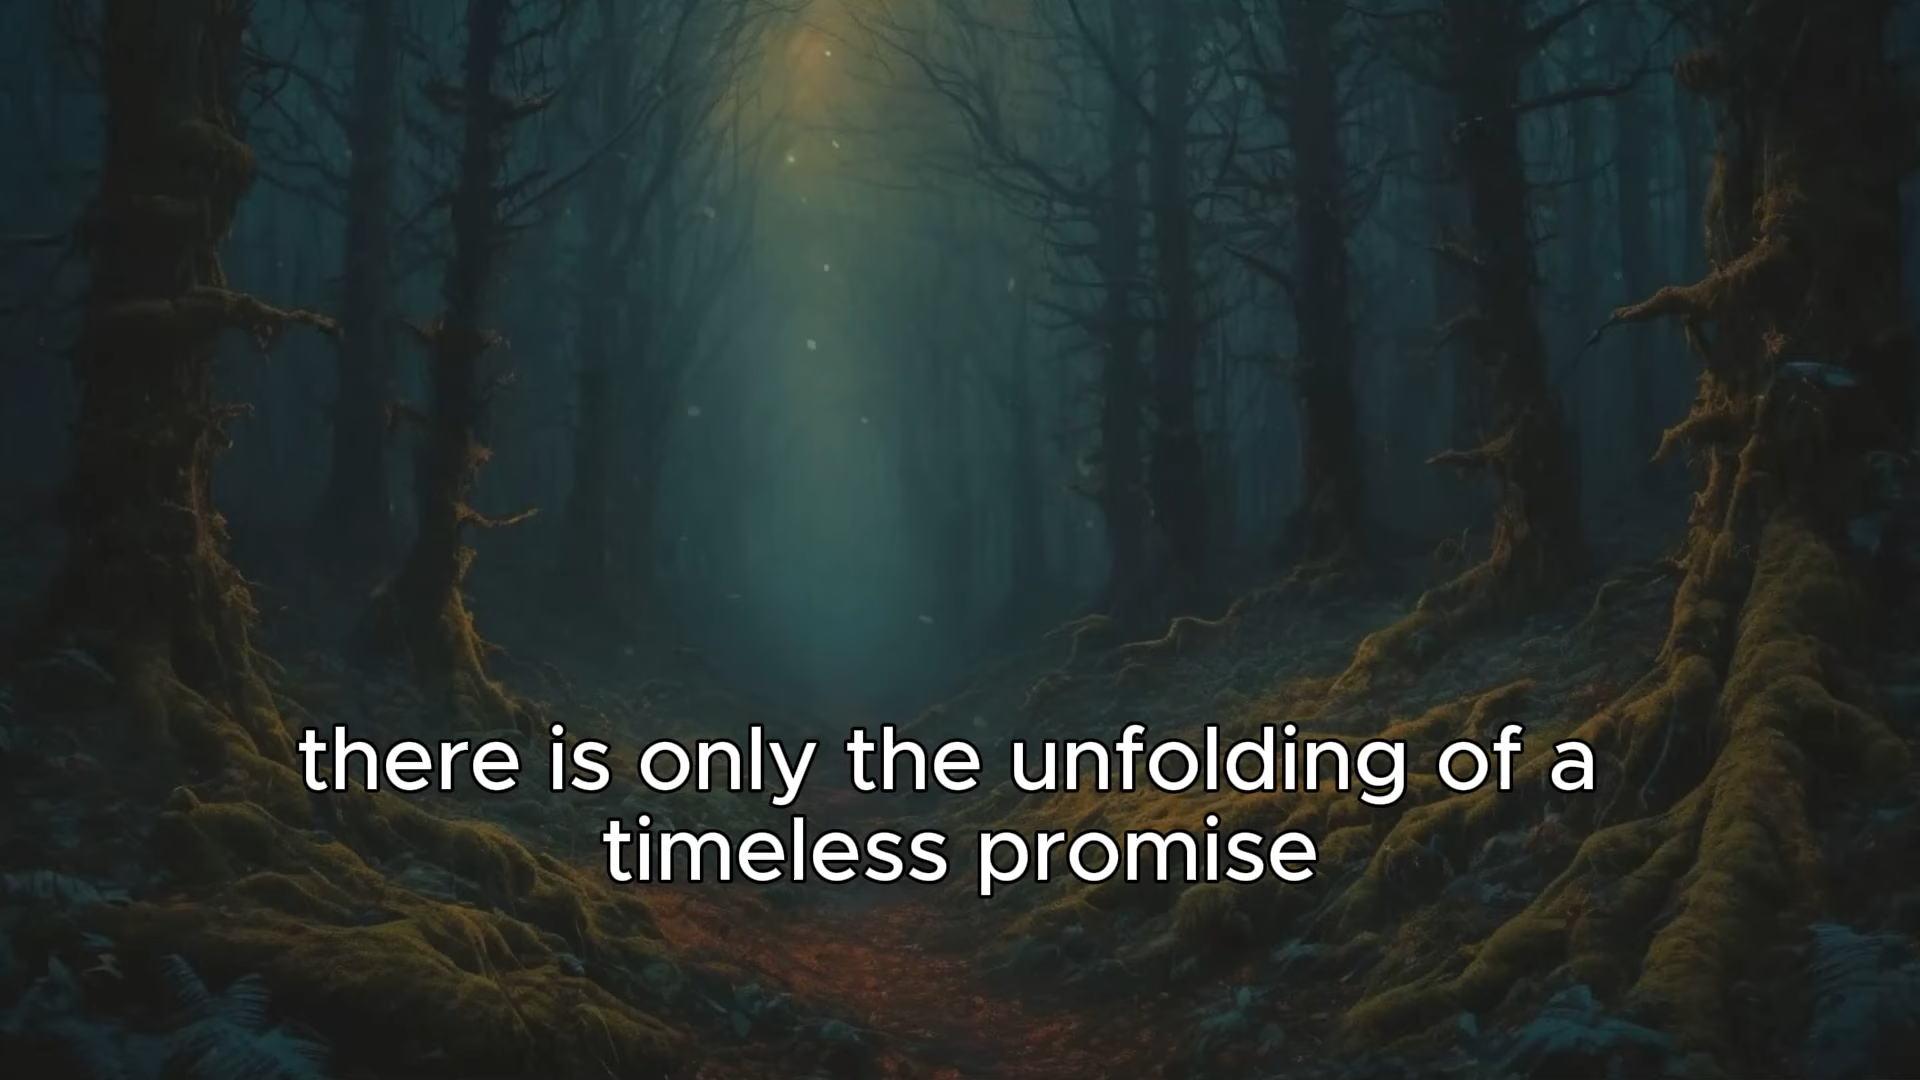 there is only the unfolding of a
timeless promise